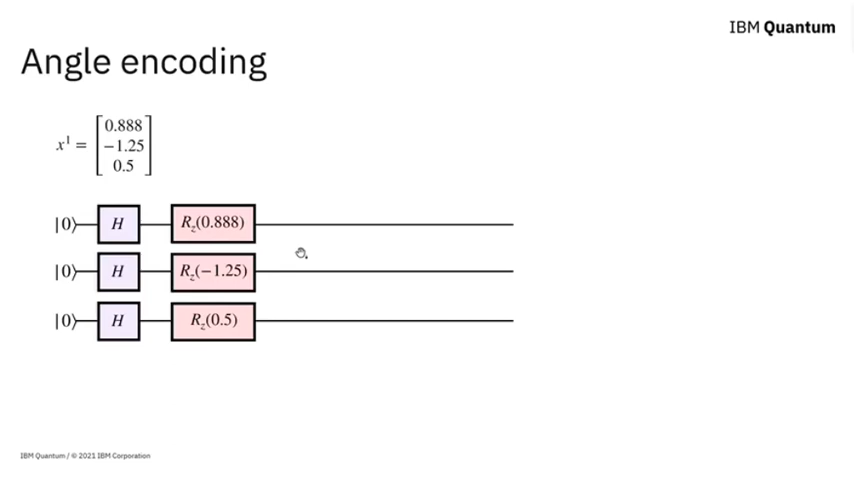 IBM Quantum
Angle encoding
x¹ = [0.888
−1.25
0.5]
|0⟩ H R_z(0.888)
|0⟩ H R_z(−1.25)
|0⟩ H R_z(0.5)
IBM Quantum / © 2021 IBM Corporation